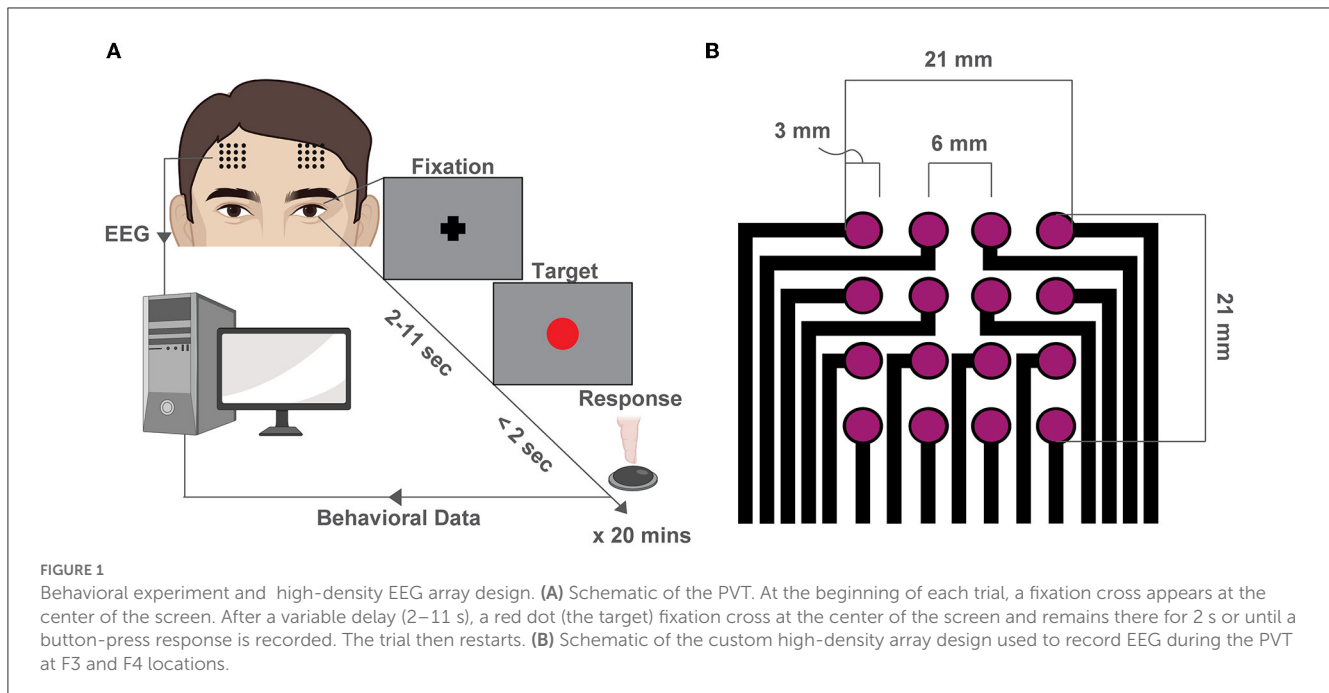 A
Fixation
EEG
Target
2-11 sec
Response
< 2 sec
Behavioral Data
x 20 mins
B
21 mm
3 mm
6 mm
21 mm
FIGURE 1
Behavioral experiment and high-density EEG array design. (A) Schematic of the PVT. At the beginning of each trial, a fixation cross appears at the
center of the screen. After a variable delay (2–11 s), a red dot (the target) fixation cross at the center of the screen and remains there for 2 s or until a
button-press response is recorded. The trial then restarts. (B) Schematic of the custom high-density array design used to record EEG during the PVT
at F3 and F4 locations.